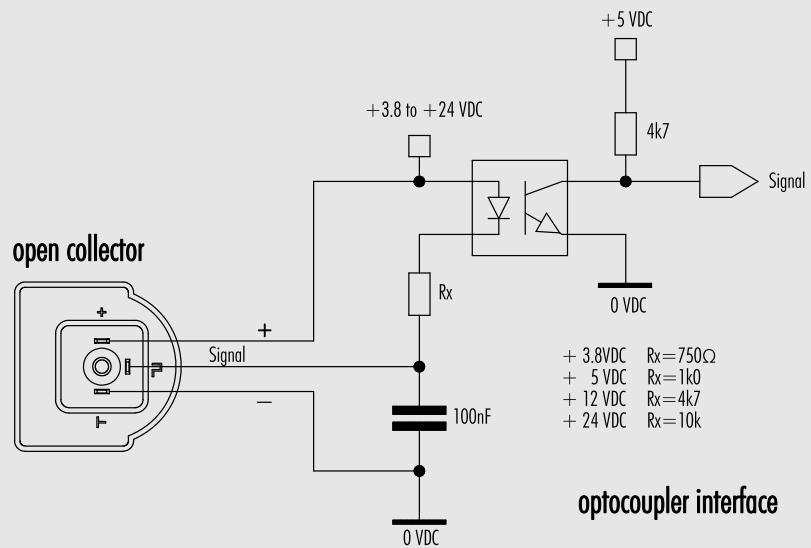 +5 VDC
+3.8 to +24 VDC
4k7
Signal
open collector
0 VDC
Rx
+
+
Signal
−
100nF
+ 3.8VDC Rx=750Ω
+ 5 VDC Rx=1k0
+ 12 VDC Rx=4k7
+ 24 VDC Rx=10k
optocoupler interface
0 VDC